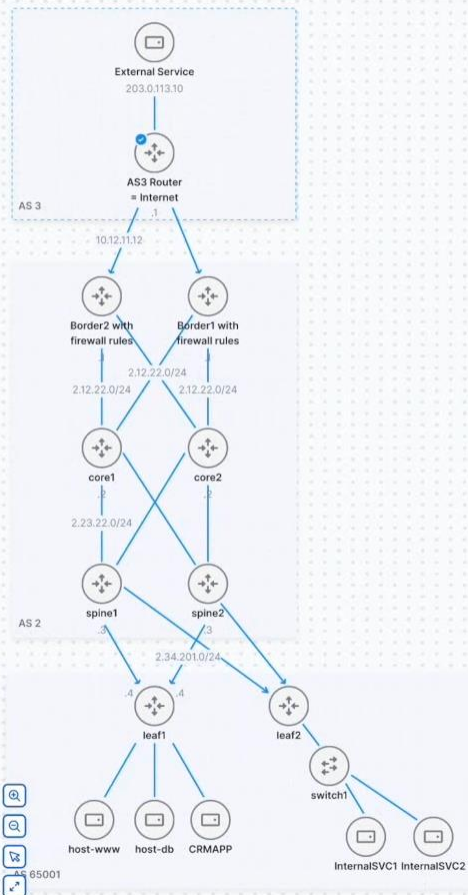 External Service
203.0.113.10
AS3 Router
= Internet
AS 3
.1
10.12.11.12
Border2 with
firewall rules
Border1 with
firewall rules
2.12.22.0/24
2.12.22.0/24
2.12.22.0/24
core1
core2
.2
.2
2.23.22.0/24
spine1
spine2
AS 2
.3
.3
2.34.201.0/24
.4
.4
leaf1
leaf2
switch1
host-www
host-db
CRMAPP
InternalSVC1
InternalSVC2
AS 65001